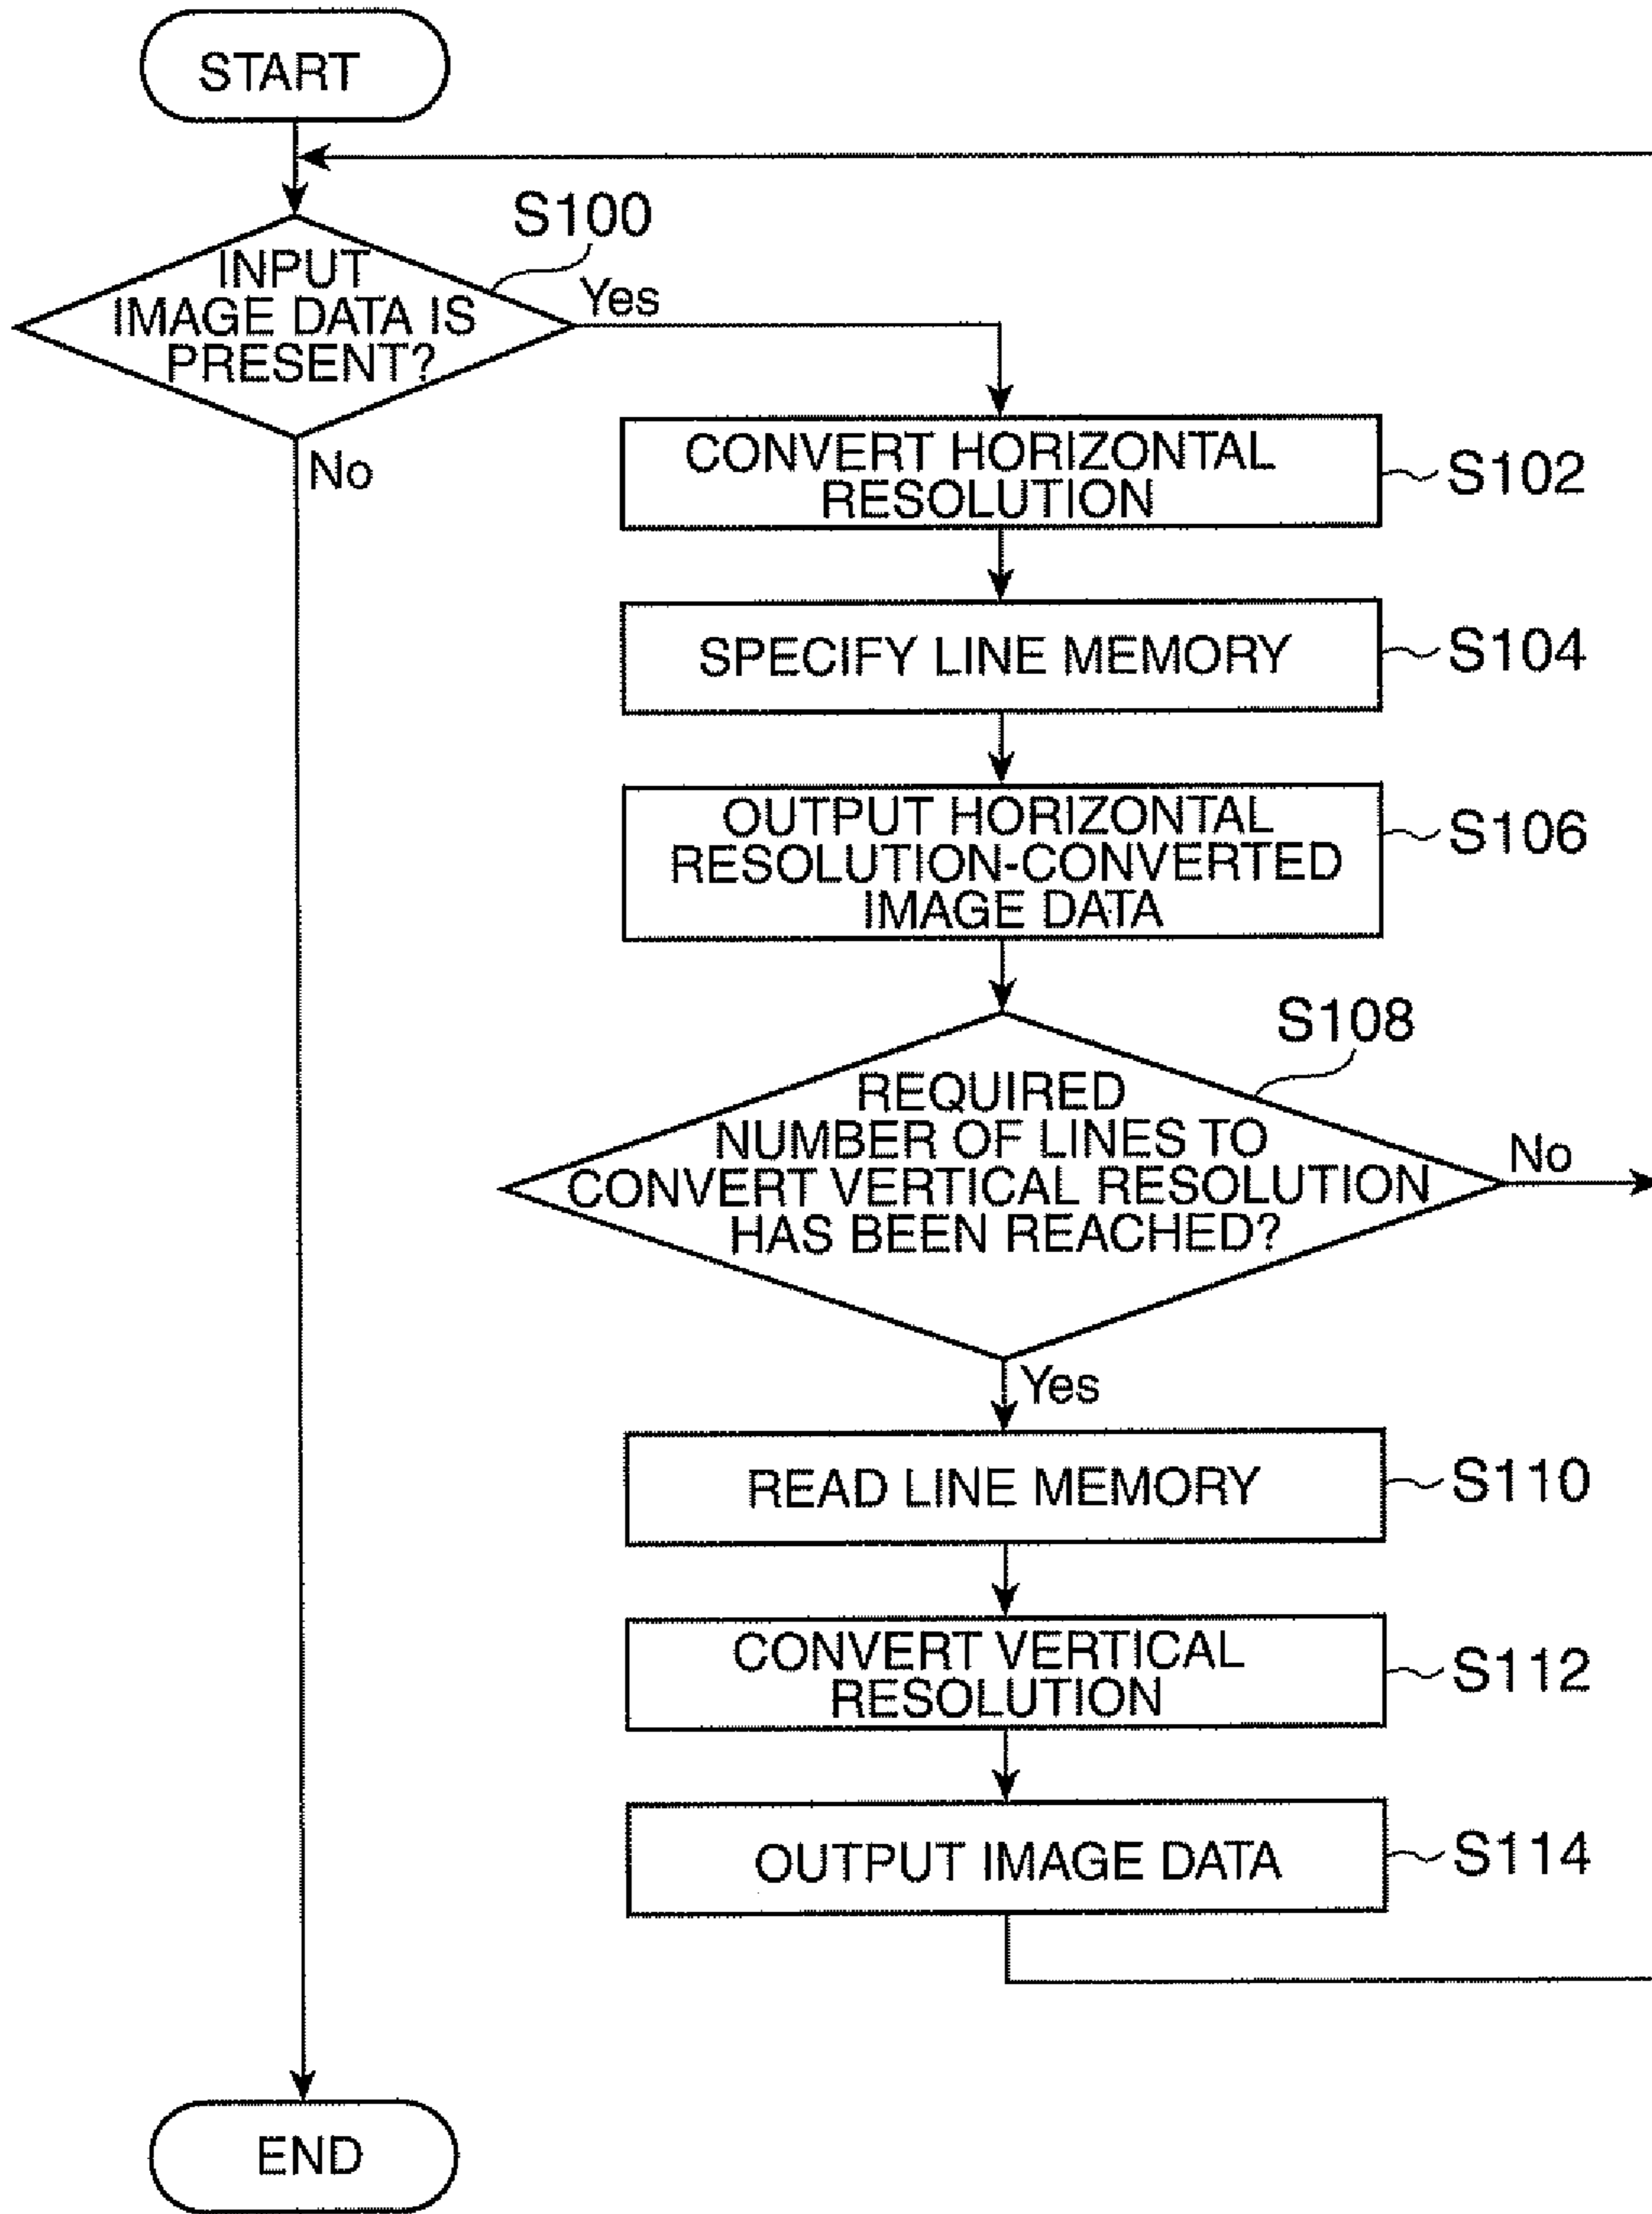 START
S100
INPUT
IMAGE DATA IS
PRESENT?
Yes
No
CONVERT HORIZONTAL
RESOLUTION
S102
SPECIFY LINE MEMORY
S104
OUTPUT HORIZONTAL
RESOLUTION-CONVERTED
IMAGE DATA
S106
S108
REQUIRED
NUMBER OF LINES TO
CONVERT VERTICAL RESOLUTION
HAS BEEN REACHED?
No
Yes
READ LINE MEMORY
S110
CONVERT VERTICAL
RESOLUTION
S112
OUTPUT IMAGE DATA
S114
END